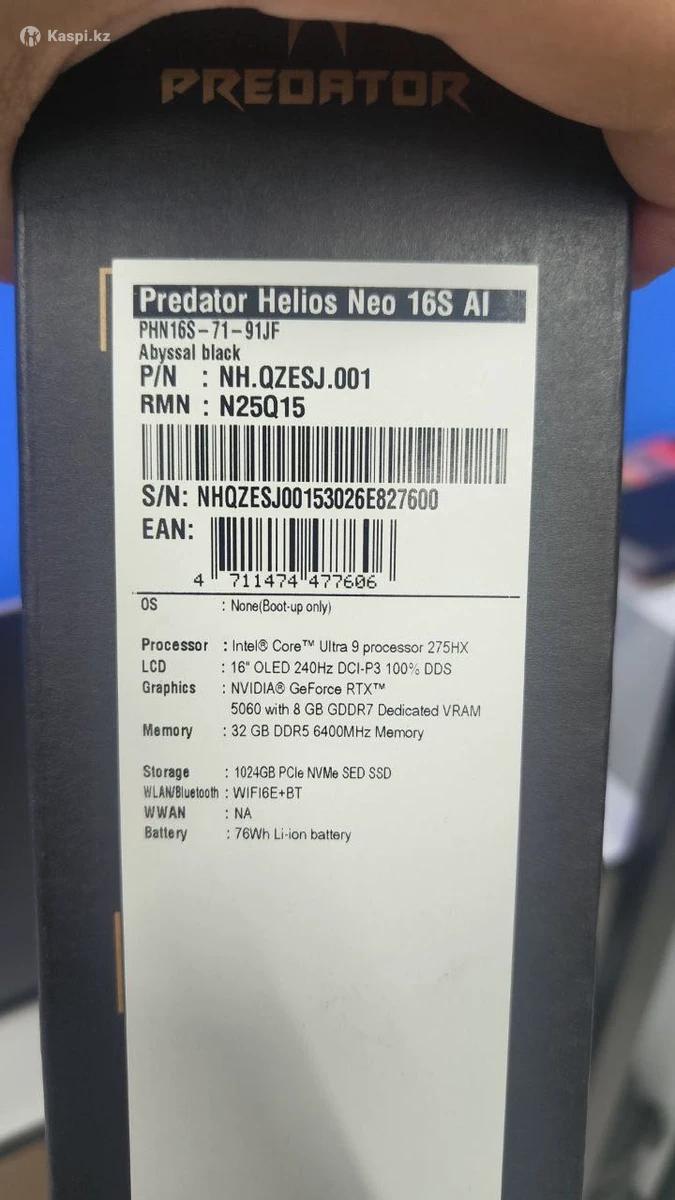 Kaspi.kz
PREDATOR
Predator Helios Neo 16S AI
PHN16S-71-91JF
Abyssal black
P/N : NH.QZESJ.001
RMN : N25Q15
S/N: NHQZESJ00153026E827600
EAN:
4 711474 477606
OS : None(Boot-up only)
Processor : Intel® Core™ Ultra 9 processor 275HX
LCD : 16" OLED 240Hz DCI-P3 100% DDS
Graphics : NVIDIA® GeForce RTX™
5060 with 8 GB GDDR7 Dedicated VRAM
Memory : 32 GB DDR5 6400MHz Memory
Storage : 1024GB PCIe NVMe SED SSD
WLAN/Bluetooth : WIFI6E+BT
WWAN : NA
Battery : 76Wh Li-ion battery